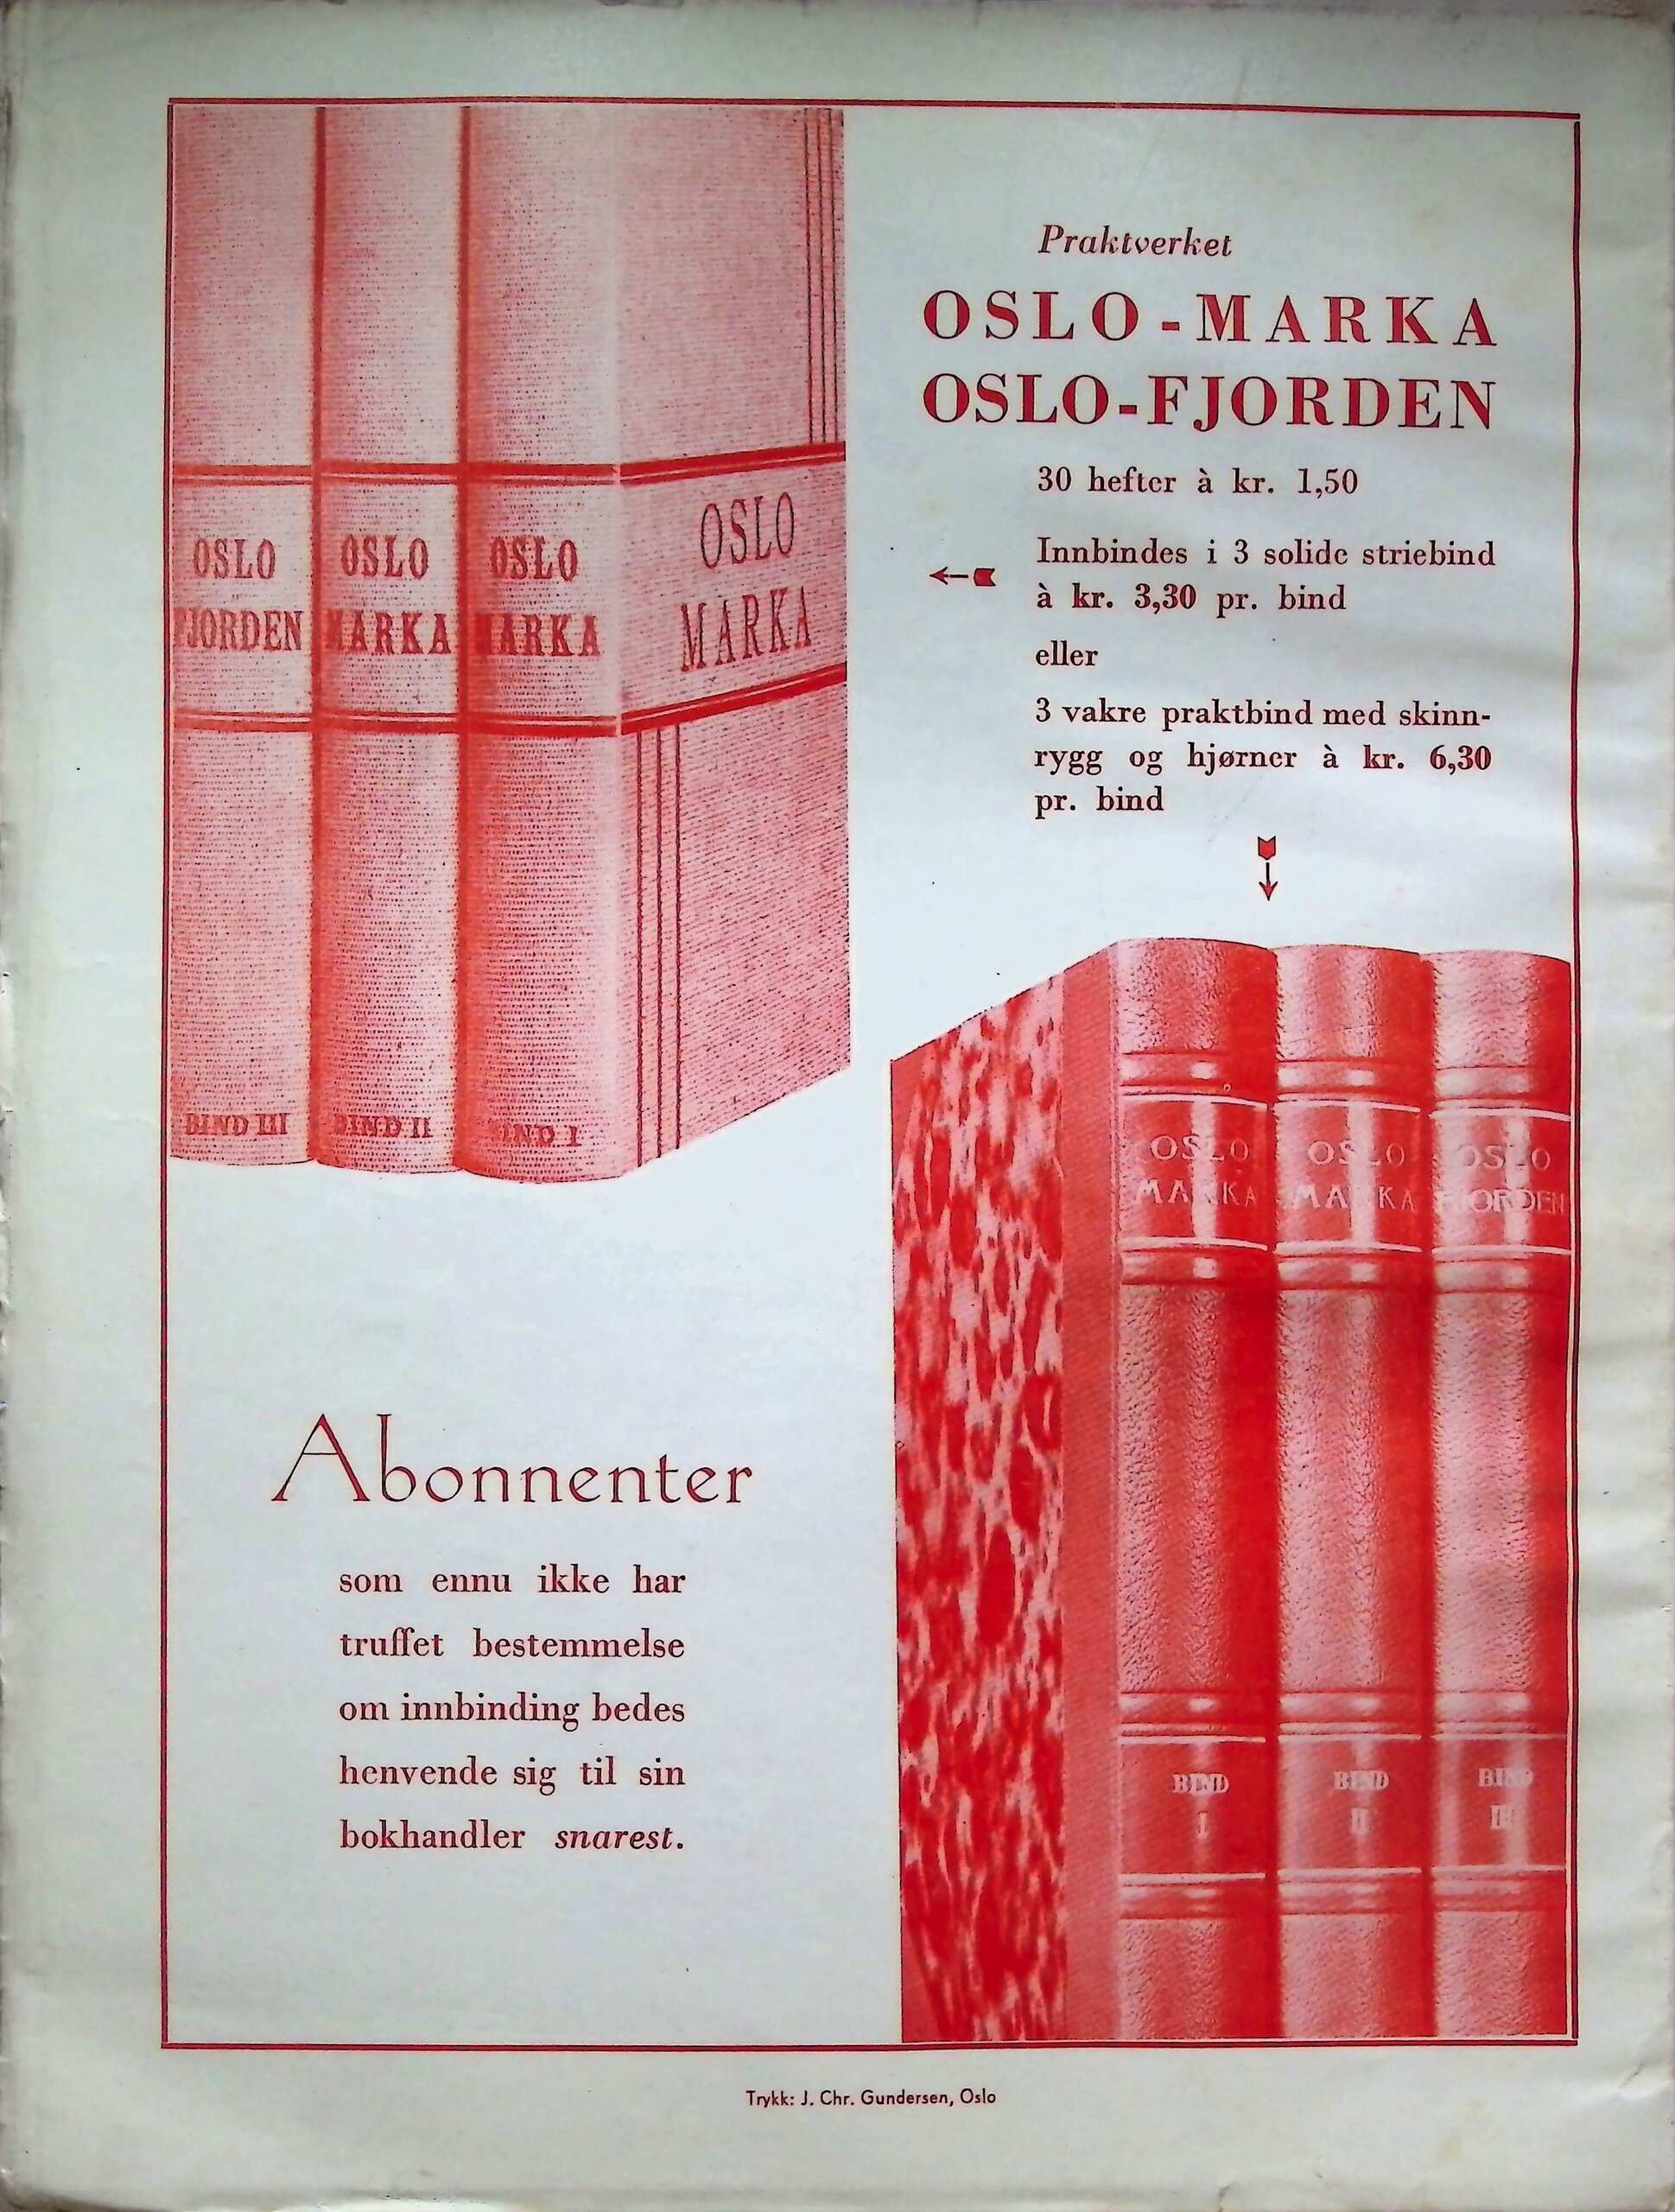 Praktverket
OSLO-MARKA
OSLO-FJORDEN
30 hefter à kr. 1,50
Innbindes i 3 solide striebind
à kr. 3,30 pr. bind
eller
3 vakre praktbind med skinn-
rygg og hjørner à kr. 6,30
pr. bind
OSLO
FJORDEN
BIND III
OSLO
MARKA
BIND II
OSLO
MARKA
BIND I
OSLO
MARKA
OSLO
MARKA
BIND
I
OSLO
MARKA
BIND
II
OSLO
FJORDEN
BIND
III
Abonnenter
som ennu ikke har
truffet bestemmelse
om innbinding bedes
henvende sig til sin
bokhandler snarest.
Trykk: J. Chr. Gundersen, Oslo